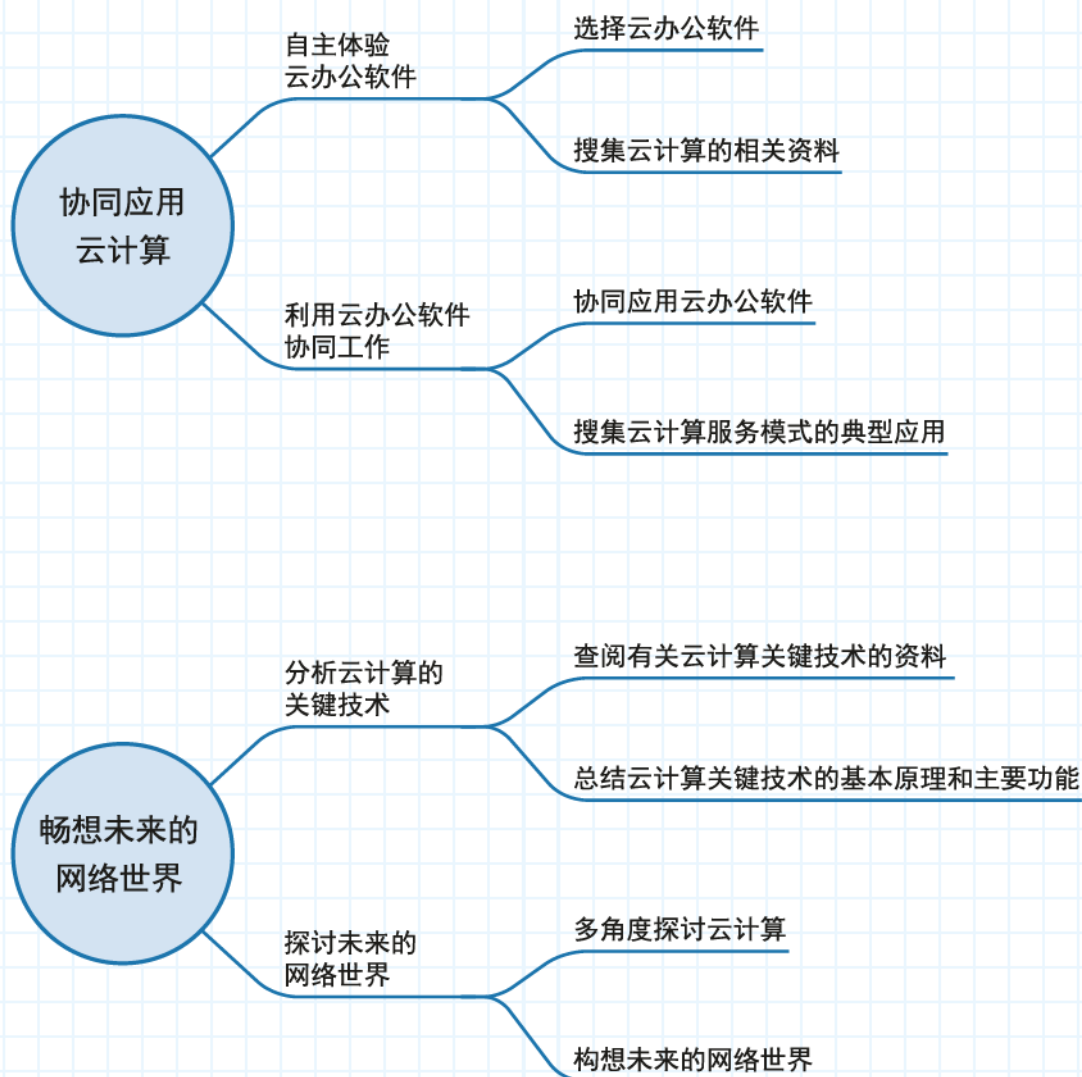 协同应用
云计算
自主体验
云办公软件
选择云办公软件
搜集云计算的相关资料
利用云办公软件
协同工作
协同应用云办公软件
搜集云计算服务模式的典型应用
畅想未来的
网络世界
分析云计算的
关键技术
查阅有关云计算关键技术的资料
总结云计算关键技术的基本原理和主要功能
探讨未来的
网络世界
多角度探讨云计算
构想未来的网络世界